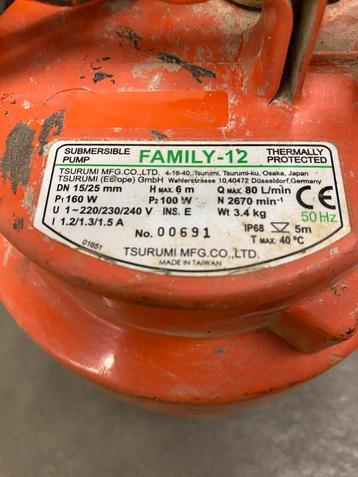 SUBMERSIBLE PUMP FAMILY-12 THERMALLY PROTECTED
TSURUMI MFG.CO.,LTD. 4-16-40, Tsurumi, Tsurumi-ku, Osaka, Japan
TSURUMI (Europe) GmbH Wahlerstrasse 10,40472 Düsseldorf,Germany
DN 15/25 mm H MAX 6 m Q MAX. 80 L/min
P1 160 W P2 100 W N 2670 min⁻¹
U 1~220/230/240 V INS. E Wt 3.4 kg CE
I 1.2/1.3/1.5 A 50 Hz
No. 00691 IP68 5m
01651 T MAX. 40 °C
TSURUMI MFG.CO.,LTD.
MADE IN TAIWAN